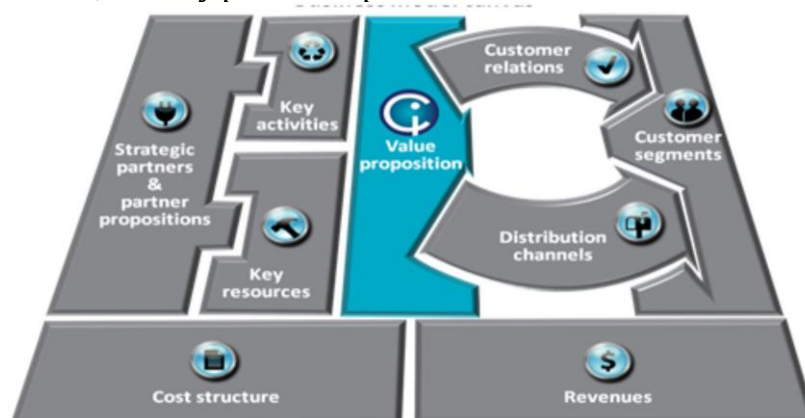 Strategic
partners
&
partner
propositions
Key
activities
Key
resources
Value
proposition
Customer
relations
Distribution
channels
Customer
segments
Cost structure
$
Revenues